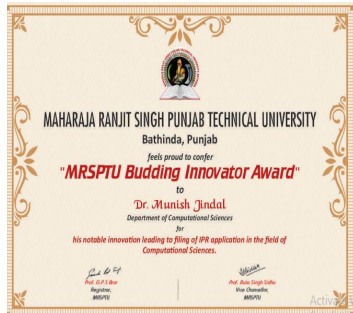 MAHARAJA RANJIT SINGH PUNJAB TECHNICAL UNIVERSITY
Bathinda, Punjab
feels proud to confer
"MRSPTU Budding Innovator Award"
to
Dr. Munish Jindal
Department of Computational Sciences
for
his notable innovation leading to filing of IPR application in the field of
Computational Sciences.
Prof. G.P.S Brar
Registrar,
MRSPTU
Prof. Buta Singh Sidhu
Vice Chancellor,
MRSPTU
Activa